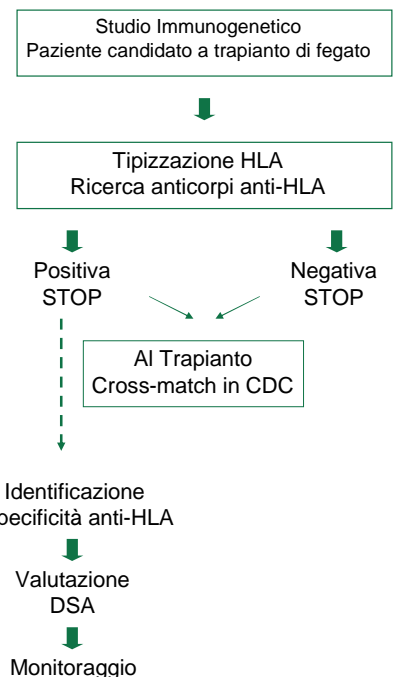 Studio Immunogenetico
Paziente candidato a trapianto di fegato
Tipizzazione HLA
Ricerca anticorpi anti-HLA
Positiva
STOP
Negativa
STOP
Al Trapianto
Cross-match in CDC
Identificazione
pecificità anti-HLA
Valutazione
DSA
Monitoraggio